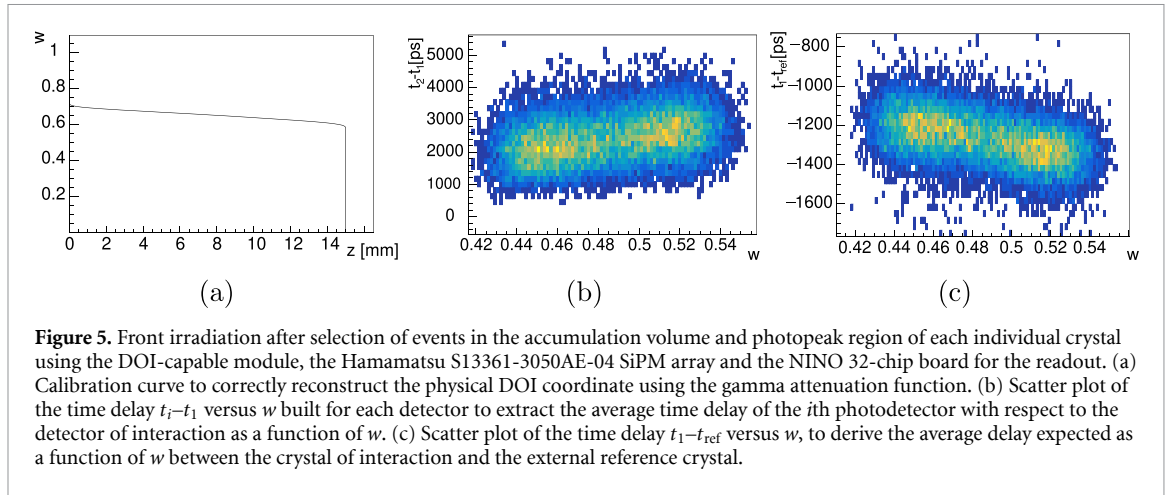 w
1
0.8
0.6
0.4
0.2
0 2 4 6 8 10 12 14
z [mm]
(a)
t2-t1[ps]
5000
4000
3000
2000
1000
0
0.42 0.44 0.46 0.48 0.5 0.52 0.54
w
(b)
t1-tref[ps]
−800
−1000
−1200
−1400
−1600
0.42 0.44 0.46 0.48 0.5 0.52 0.54
w
(c)
Figure 5. Front irradiation after selection of events in the accumulation volume and photopeak region of each individual crystal
using the DOI-capable module, the Hamamatsu S13361-3050AE-04 SiPM array and the NINO 32-chip board for the readout. (a)
Calibration curve to correctly reconstruct the physical DOI coordinate using the gamma attenuation function. (b) Scatter plot of
the time delay ti–t1 versus w built for each detector to extract the average time delay of the ith photodetector with respect to the
detector of interaction as a function of w. (c) Scatter plot of the time delay t1–tref versus w, to derive the average delay expected as
a function of w between the crystal of interaction and the external reference crystal.